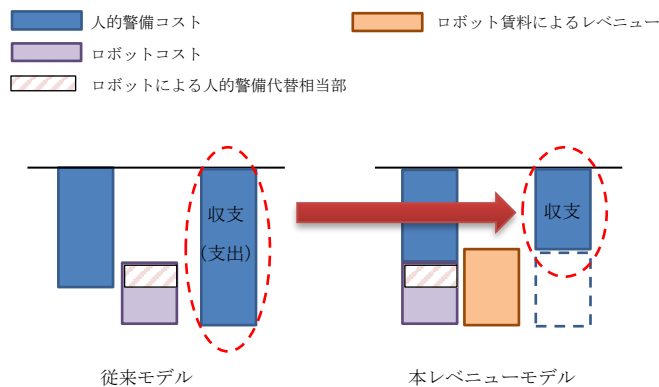 人的警備コスト
ロボット賃料によるレベニュー
ロボットコスト
ロボットによる人的警備代替相当部
収支
(支出)
収支
従来モデル
本レベニューモデル